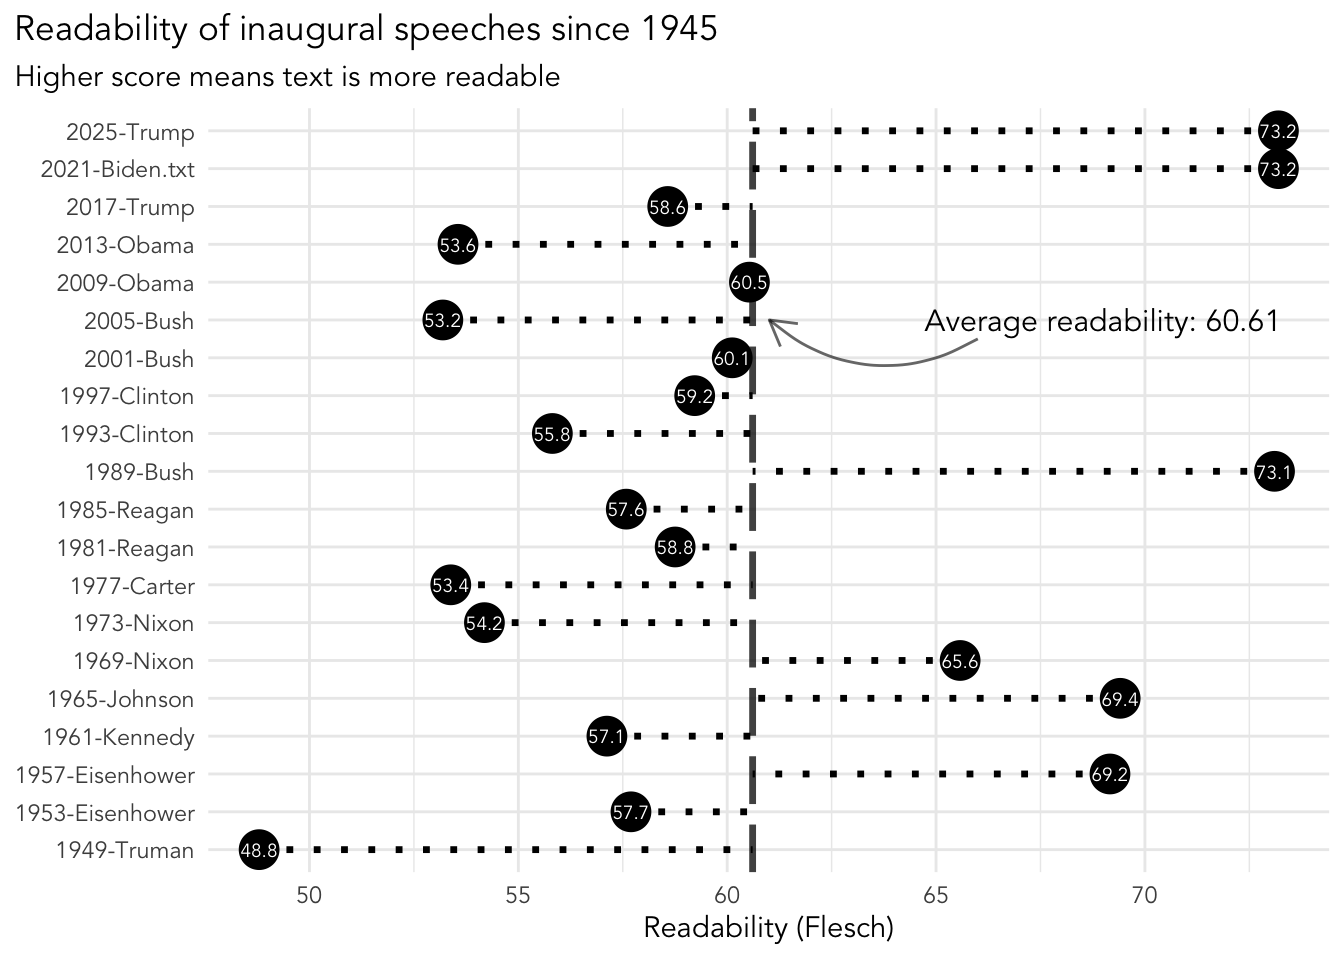 Readability of inaugural speeches since 1945
Higher score means text is more readable
2025-Trump 73.2
2021-Biden.txt 73.2
2017-Trump 58.6
2013-Obama 53.6
2009-Obama 60.5
2005-Bush 53.2 Average readability: 60.61
2001-Bush 60.1
1997-Clinton 59.2
1993-Clinton 55.8
1989-Bush 73.1
1985-Reagan 57.6
1981-Reagan 58.8
1977-Carter 53.4
1973-Nixon 54.2
1969-Nixon 65.6
1965-Johnson 69.4
1961-Kennedy 57.1
1957-Eisenhower 69.2
1953-Eisenhower 57.7
1949-Truman 48.8
50 55 60 65 70
Readability (Flesch)